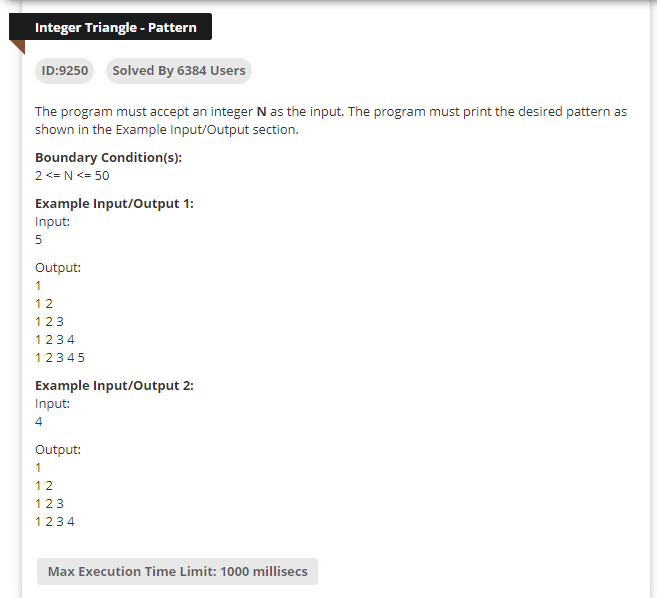 Integer Triangle - Pattern
ID:9250 Solved By 6384 Users
The program must accept an integer N as the input. The program must print the desired pattern as
shown in the Example Input/Output section.
Boundary Condition(s):
2 <= N <= 50
Example Input/Output 1:
Input:
5
Output:
1
1 2
1 2 3
1 2 3 4
1 2 3 4 5
Example Input/Output 2:
Input:
4
Output:
1
1 2
1 2 3
1 2 3 4
Max Execution Time Limit: 1000 millisecs